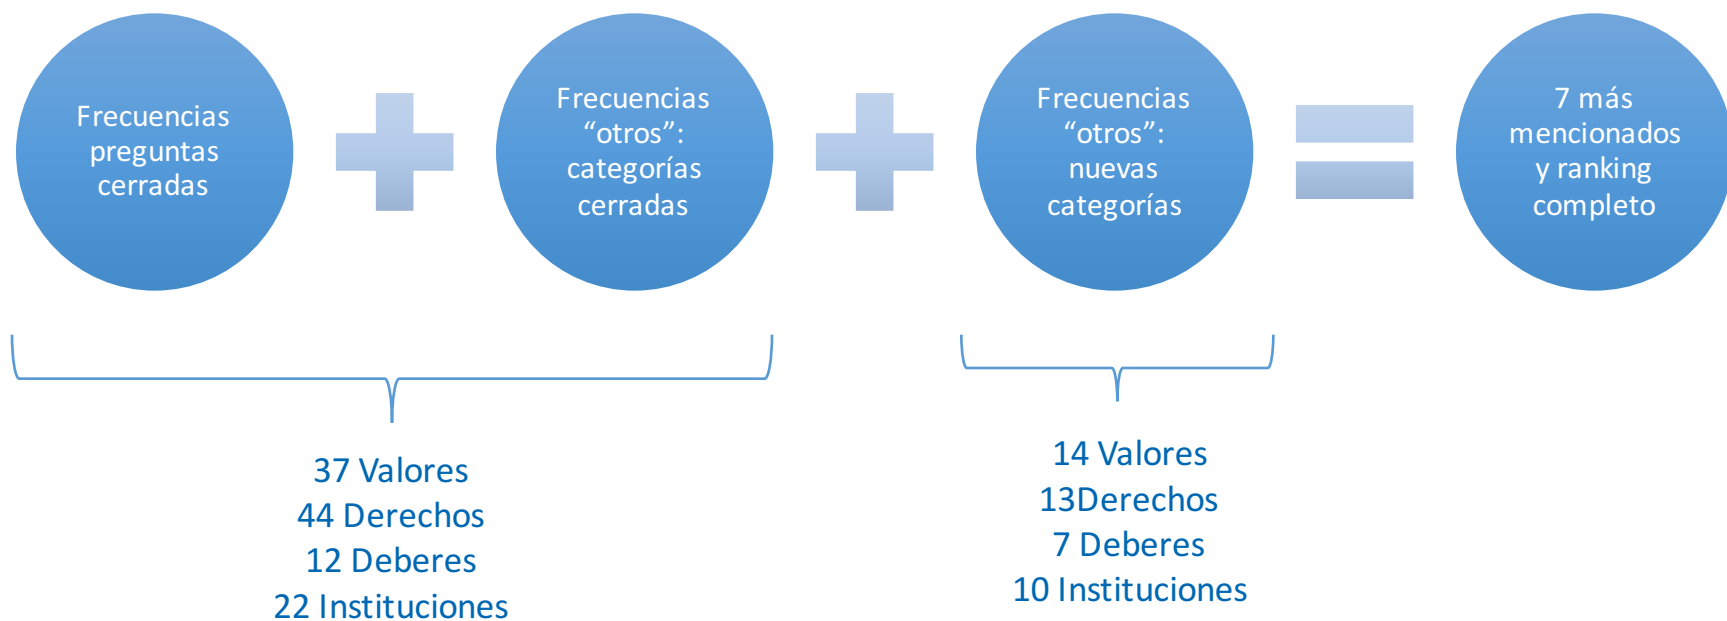 Frecuencias
preguntas
cerradas
Frecuencias
“otros”:
categorías
cerradas
Frecuencias
“otros”:
nuevas
categorías
7 más
mencionados
y ranking
completo
37 Valores
44 Derechos
12 Deberes
22 Instituciones
14 Valores
13Derechos
7 Deberes
10 Instituciones